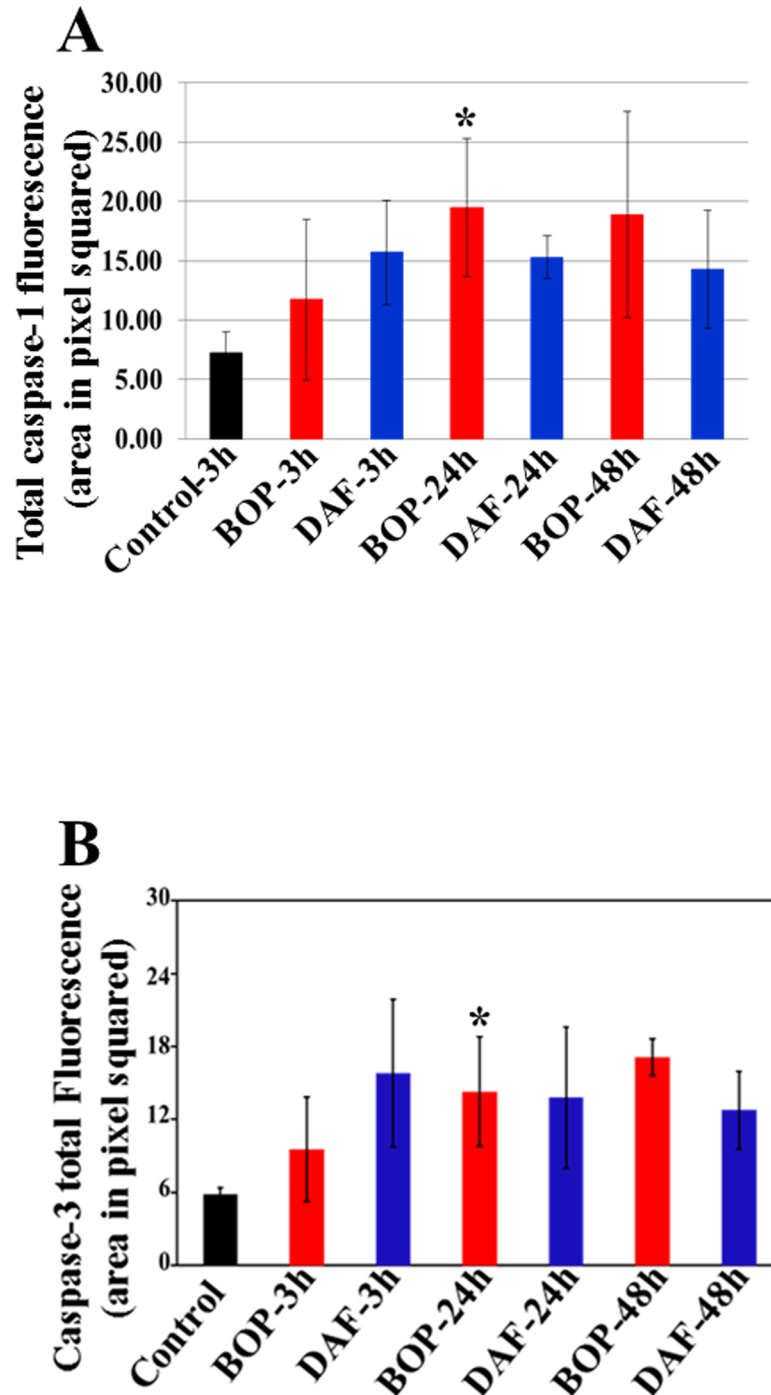 A
Total caspase-1 fluorescence
(area in pixel squared)
30.00
25.00
20.00
15.00
10.00
5.00
0.00
*
Control-3h
BOP-3h
DAF-3h
BOP-24h
DAF-24h
BOP-48h
DAF-48h
B
Caspase-3 total Fluorescence
(area in pixel squared)
30
24
18
12
6
0
*
Control
BOP-3h
DAF-3h
BOP-24h
DAF-24h
BOP-48h
DAF-48h